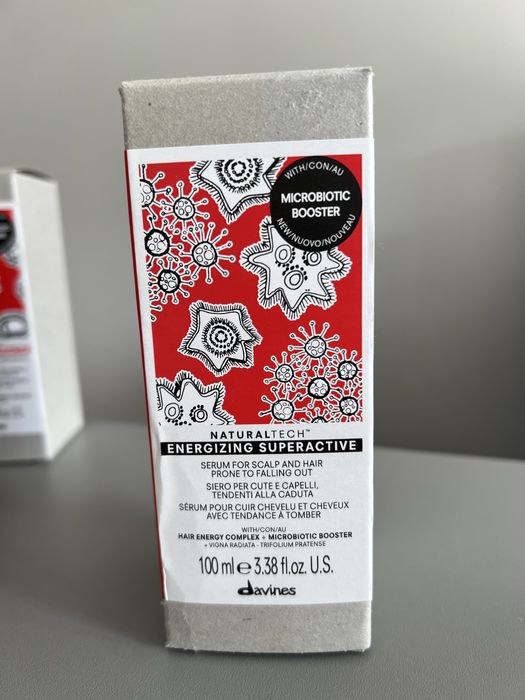 WITH/CON/AU
MICROBIOTIC
BOOSTER
NEW/NUOVO/NOUVEAU
NATURALTECH™
ENERGIZING SUPERACTIVE
SERUM FOR SCALP AND HAIR
PRONE TO FALLING OUT
SIERO PER CUTE E CAPELLI,
TENDENTI ALLA CADUTA
SÉRUM POUR CUIR CHEVELU ET CHEVEUX
AVEC TENDANCE À TOMBER
WITH/CON/AU
HAIR ENERGY COMPLEX + MICROBIOTIC BOOSTER
+ VIGNA RADIATA - TRIFOLIUM PRATENSE
100 ml ℮ 3.38 fl.oz. U.S.
davines